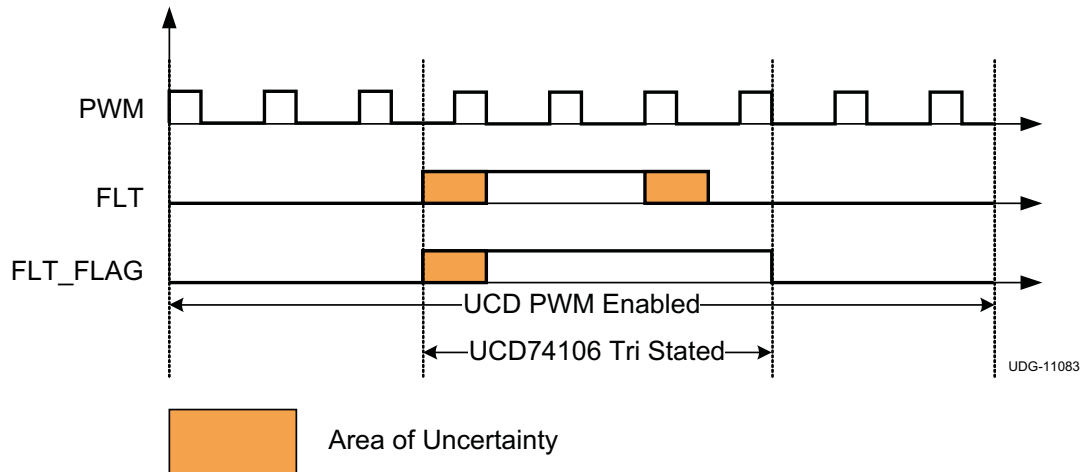 PWM
FLT
FLT_FLAG
UCD PWM Enabled
UCD74106 Tri Stated
UDG-11083
Area of Uncertainty